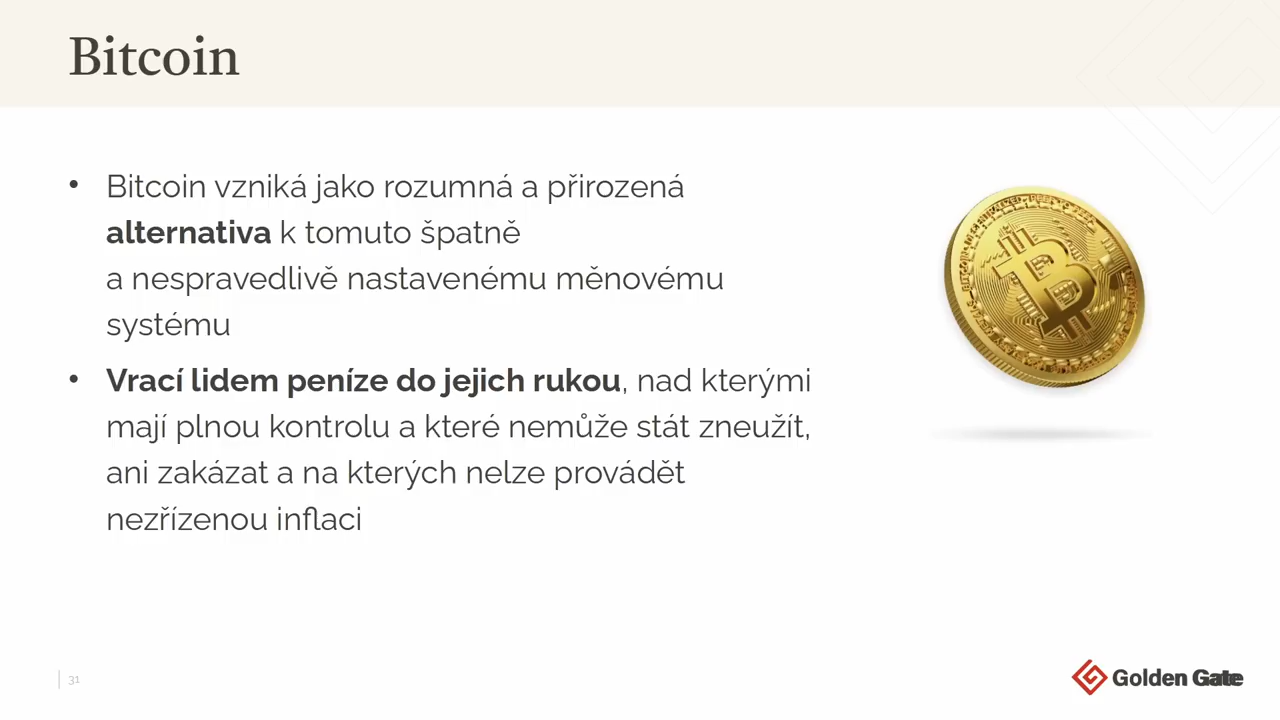 Bitcoin
• Bitcoin vzniká jako rozumná a přirozená
alternativa k tomuto špatně
a nespravedlivě nastavenému měnovému
systému
• Vrací lidem peníze do jejich rukou, nad kterými
mají plnou kontrolu a které nemůže stát zneužít,
ani zakázat a na kterých nelze provádět
nezřízenou inflaci
31
Golden Gate